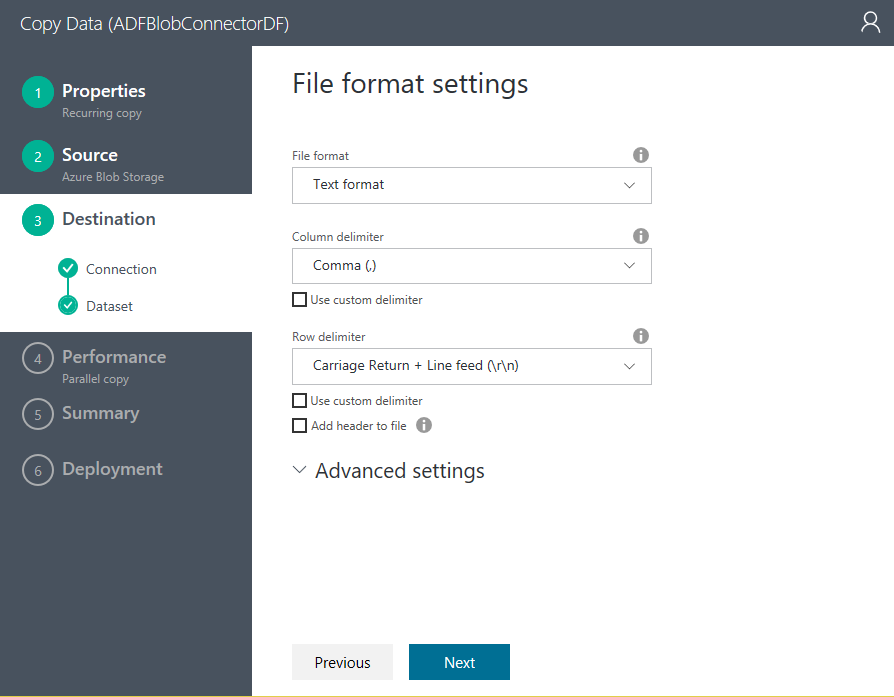 Copy Data (ADFBlobConnectorDF)
1 Properties
Recurring copy
2 Source
Azure Blob Storage
3 Destination
Connection
Dataset
4 Performance
Parallel copy
5 Summary
6 Deployment
File format settings
File format
Text format
Column delimiter
Comma (,)
Use custom delimiter
Row delimiter
Carriage Return + Line feed (\r\n)
Use custom delimiter
Add header to file
Advanced settings
Previous
Next